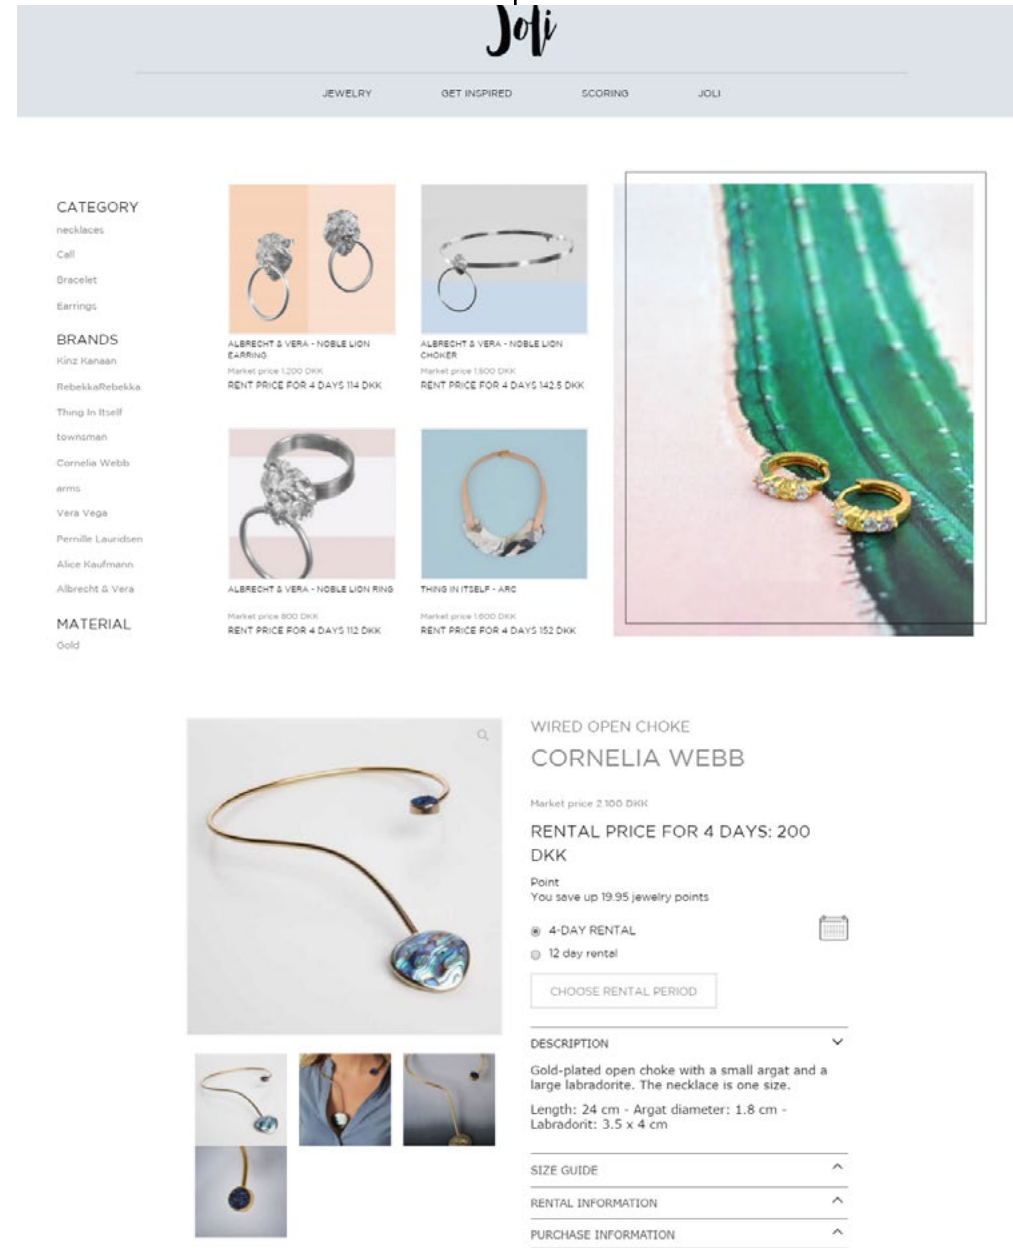 Joli
JEWELRY GET INSPIRED SCORING JOLI
CATEGORY
necklaces
Call
Bracelet
Earrings
BRANDS
Kinz Kanaan
RebekkaRebekka
Thing In Itself
townsman
Cornelia Webb
arms
Vera Vega
Pernille Lauridsen
Alice Kaufmann
Albrecht & Vera
MATERIAL
Gold
ALBRECHT & VERA - NOBLE LION
EARRING
Market price 1,200 DKK
RENT PRICE FOR 4 DAYS 114 DKK
ALBRECHT & VERA - NOBLE LION
CHOKER
Market price 1,500 DKK
RENT PRICE FOR 4 DAYS 142.5 DKK
ALBRECHT & VERA - NOBLE LION RING
Market price 800 DKK
RENT PRICE FOR 4 DAYS 112 DKK
THING IN ITSELF - ARC
Market price 1,600 DKK
RENT PRICE FOR 4 DAYS 152 DKK
WIRED OPEN CHOKE
CORNELIA WEBB
Market price 2.100 DKK
RENTAL PRICE FOR 4 DAYS: 200
DKK
Point
You save up 19.95 jewelry points
4-DAY RENTAL
12 day rental
CHOOSE RENTAL PERIOD
DESCRIPTION
Gold-plated open choke with a small argat and a
large labradorite. The necklace is one size.
Length: 24 cm - Argat diameter: 1.8 cm -
Labradorit: 3.5 x 4 cm
SIZE GUIDE
RENTAL INFORMATION
PURCHASE INFORMATION